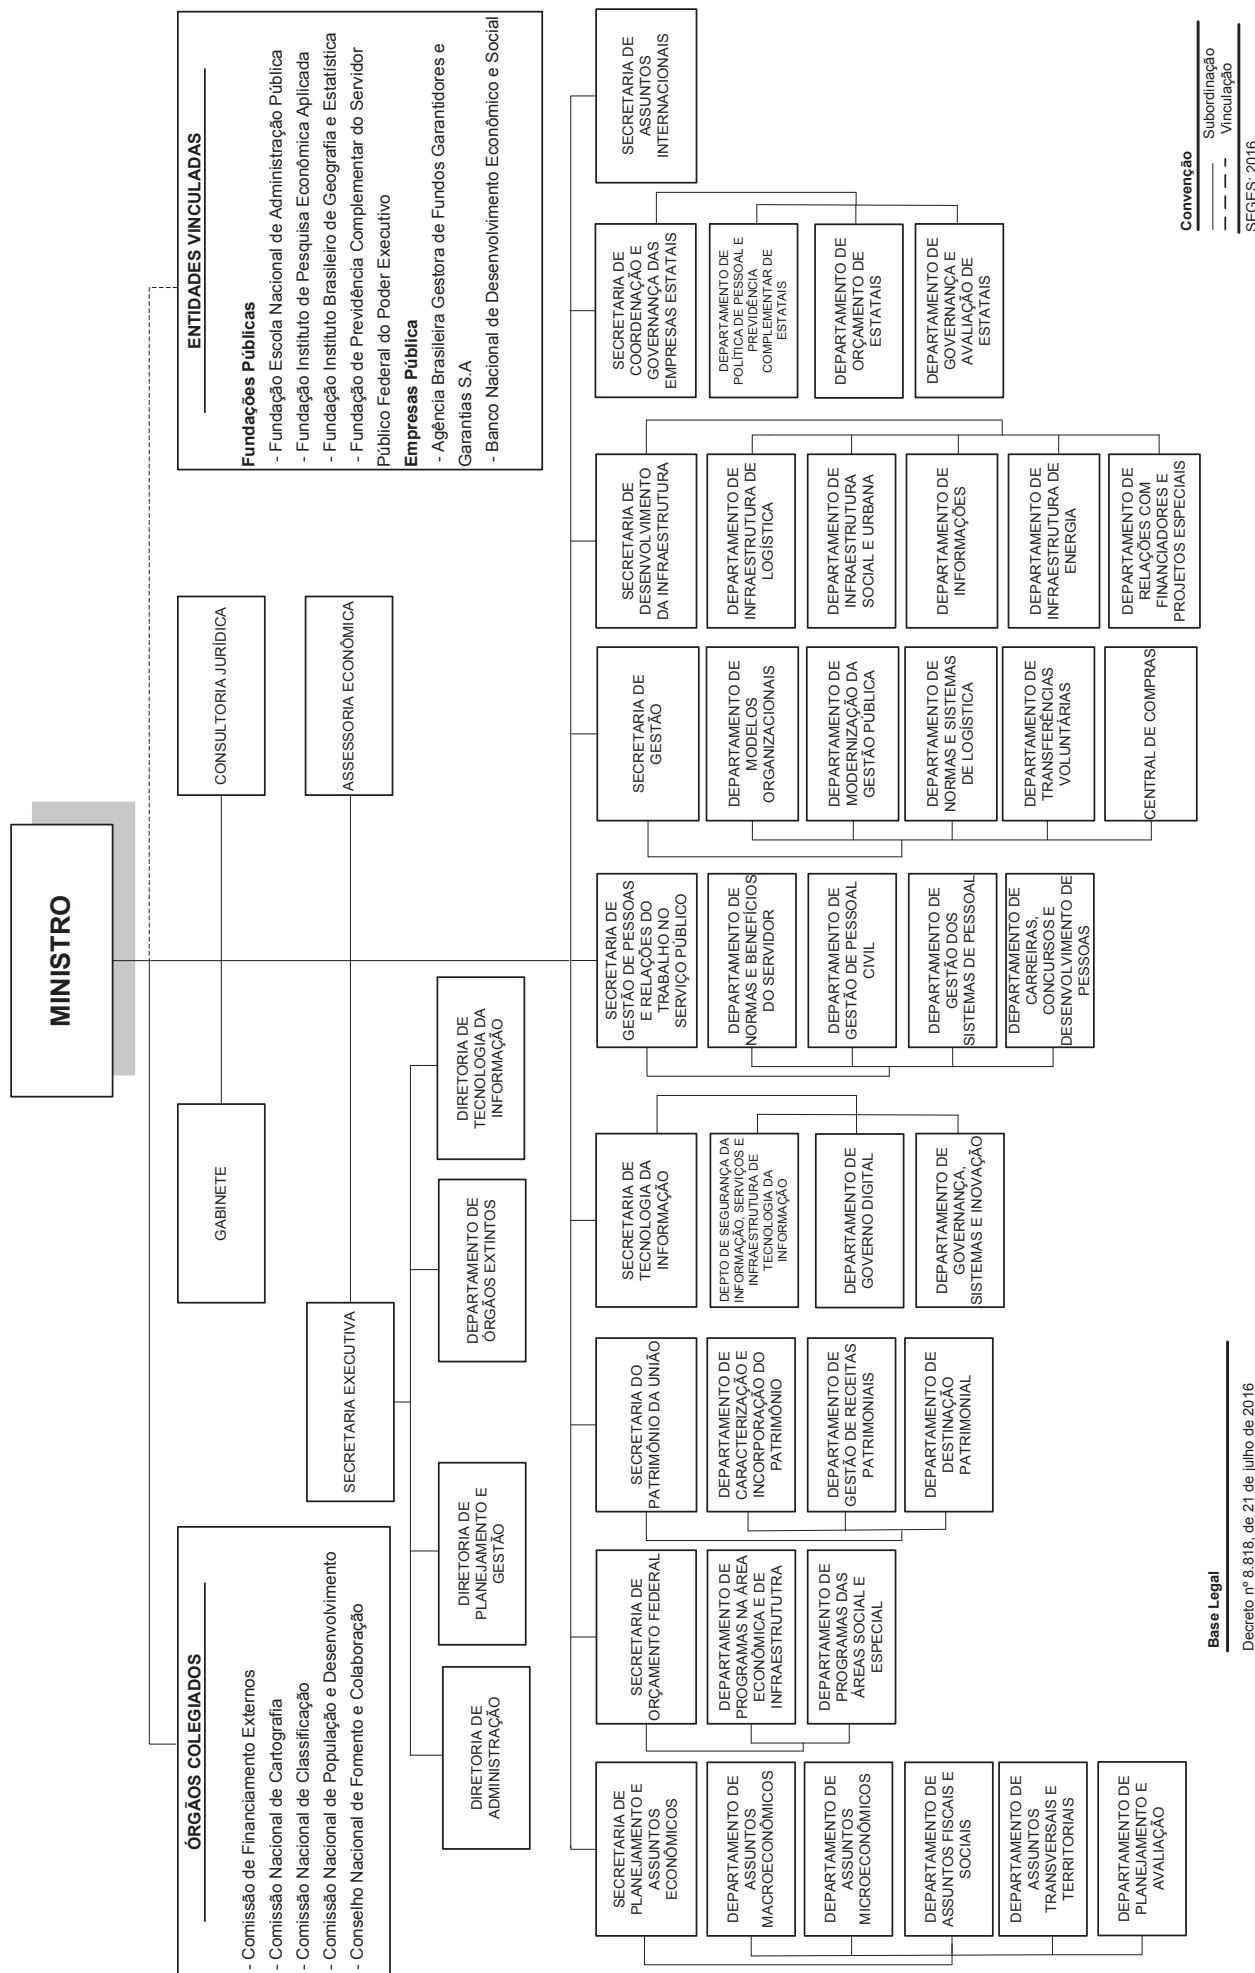 MINISTRO
ÓRGÃOS COLEGIADOS
- Comissão de Financiamento Externos
- Comissão Nacional de Cartografia
- Comissão Nacional de Classificação
- Comissão Nacional de População e Desenvolvimento
- Conselho Nacional de Fomento e Colaboração
GABINETE
CONSULTORIA JURÍDICA
SECRETARIA EXECUTIVA
ASSESSORIA ECONÔMICA
ENTIDADES VINCULADAS
Fundações Públicas
- Fundação Escola Nacional de Administração Pública
- Fundação Instituto de Pesquisa Econômica Aplicada
- Fundação Instituto Brasileiro de Geografia e Estatística
- Fundação de Previdência Complementar do Servidor
Público Federal do Poder Executivo
Empresas Pública
- Agência Brasileira Gestora de Fundos Garantidores e
Garantias S.A
- Banco Nacional de Desenvolvimento Econômico e Social
DIRETORIA DE
ADMINISTRAÇÃO
DIRETORIA DE
PLANEJAMENTO E
GESTÃO
DEPARTAMENTO DE
ÓRGÃOS EXTINTOS
DIRETORIA DE
TECNOLOGIA DA
INFORMAÇÃO
SECRETARIA DE
PLANEJAMENTO E
ASSUNTOS
ECONÔMICOS
DEPARTAMENTO DE
ASSUNTOS
MACROECONÔMICOS
DEPARTAMENTO DE
ASSUNTOS
MICROECONÔMICOS
DEPARTAMENTO DE
ASSUNTOS FISCAIS E
SOCIAIS
DEPARTAMENTO DE
ASSUNTOS
TRANSVERSAIS E
TERRITORIAIS
DEPARTAMENTO DE
PLANEJAMENTO E
AVALIAÇÃO
SECRETARIA DE
ORÇAMENTO FEDERAL
DEPARTAMENTO DE
PROGRAMAS NA ÁREA
ECONÔMICA E DE
INFRAESTRUTUTRA
DEPARTAMENTO DE
PROGRAMAS DAS
ÁREAS SOCIAL E
ESPECIAL
SECRETARIA DO
PATRIMÔNIO DA UNIÃO
DEPARTAMENTO DE
CARACTERIZAÇÃO E
INCORPORAÇÃO DO
PATRIMÔNIO
DEPARTAMENTO DE
GESTÃO DE RECEITAS
PATRIMONIAIS
DEPARTAMENTO DE
DESTINAÇÃO
PATRIMONIAL
SECRETARIA DE
TECNOLOGIA DA
INFORMAÇÃO
DEPTO DE SEGURANÇA DA
INFORMAÇÃO, SERVIÇOS E
INFRAESTRUTURA DE
TECNOLOGIA DA
INFORMAÇÃO
DEPARTAMENTO DE
GOVERNO DIGITAL
DEPARTAMENTO DE
GOVERNANÇA,
SISTEMAS E INOVAÇÃO
SECRETARIA DE
GESTÃO DE PESSOAS
E RELAÇÕES DO
TRABALHO NO
SERVIÇO PÚBLICO
DEPARTAMENTO DE
NORMAS E BENEFÍCIOS
DO SERVIDOR
DEPARTAMENTO DE
GESTÃO DE PESSOAL
CIVIL
DEPARTAMENTO DE
GESTÃO DOS
SISTEMAS DE PESSOAL
DEPARTAMENTO DE
CARREIRAS,
CONCURSOS E
DESENVOLVIMENTO DE
PESSOAS
SECRETARIA DE
GESTÃO
DEPARTAMENTO DE
MODELOS
ORGANIZACIONAIS
DEPARTAMENTO DE
MODERNIZAÇÃO DA
GESTÃO PÚBLICA
DEPARTAMENTO DE
NORMAS E SISTEMAS
DE LOGÍSTICA
DEPARTAMENTO DE
TRANSFERÊNCIAS
VOLUNTÁRIAS
CENTRAL DE COMPRAS
SECRETARIA DE
DESENVOLVIMENTO
DA INFRAESTRUTURA
DEPARTAMENTO DE
INFRAESTRUTURA DE
LOGÍSTICA
DEPARTAMENTO DE
INFRAESTRUTURA
SOCIAL E URBANA
DEPARTAMENTO DE
INFORMAÇÕES
DEPARTAMENTO DE
INFRAESTRUTURA DE
ENERGIA
DEPARTAMENTO DE
RELAÇÕES COM
FINANCIADORES E
PROJETOS ESPECIAIS
SECRETARIA DE
COORDENAÇÃO E
GOVERNANÇA DAS
EMPRESAS ESTATAIS
DEPARTAMENTO DE
POLÍTICA DE PESSOAL E
PREVIDÊNCIA
COMPLEMENTAR DE
ESTATAIS
DEPARTAMENTO DE
ORÇAMENTO DE
ESTATAIS
DEPARTAMENTO DE
GOVERNANÇA E
AVALIAÇÃO DE
ESTATAIS
SECRETARIA DE
ASSUNTOS
INTERNACIONAIS
Base Legal
Decreto nº 8.818, de 21 de julho de 2016
Convenção
Subordinação
Vinculação
SEGES: 2016